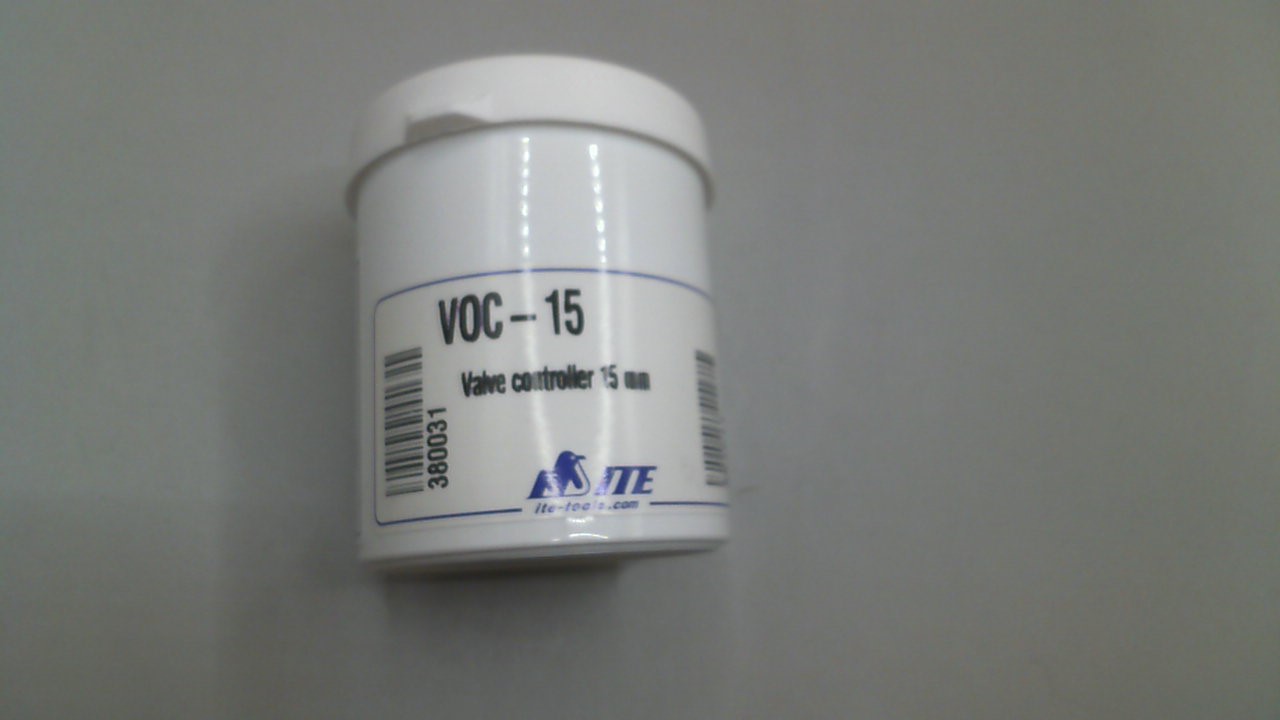 VOC – 15
Valve controller 15 mm
380031
ITE
ite-tools.com